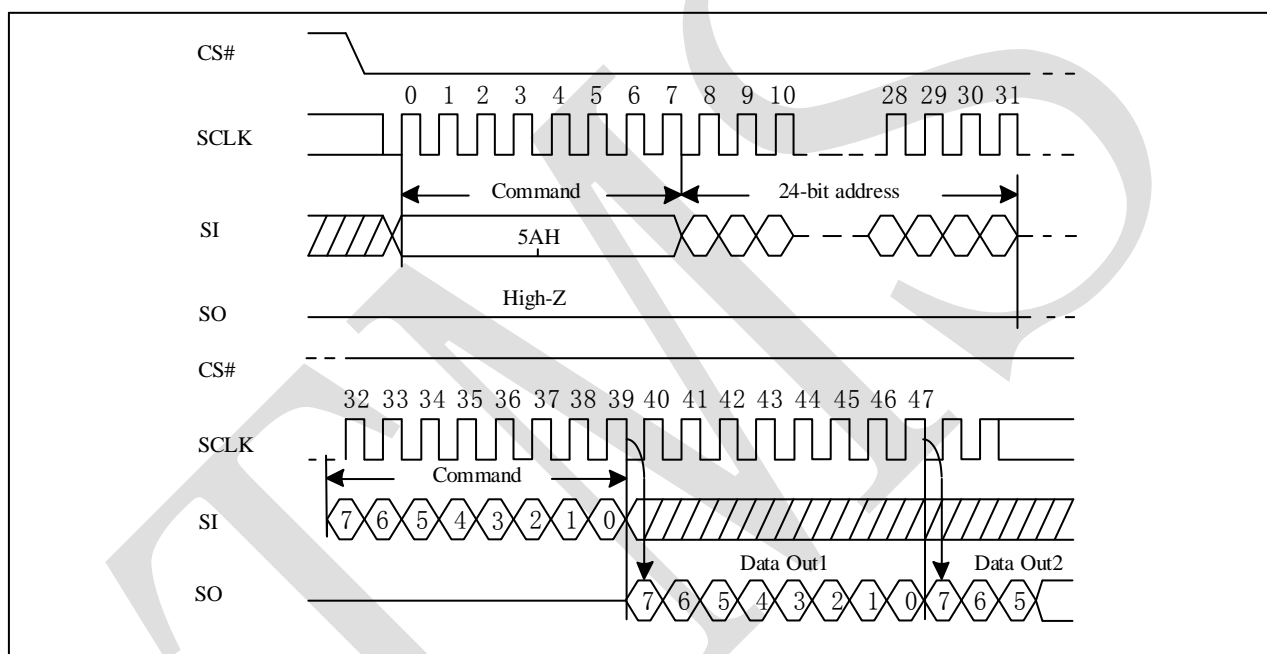 CS#
0 1 2 3 4 5 6 7 8 9 10 28 29 30 31
SCLK
Command 24-bit address
SI
5AH
High-Z
SO
CS#
32 33 34 35 36 37 38 39 40 41 42 43 44 45 46 47
SCLK
Command
SI 7 6 5 4 3 2 1 0
Data Out1 Data Out2
SO 7 6 5 4 3 2 1 0 7 6 5
TMS